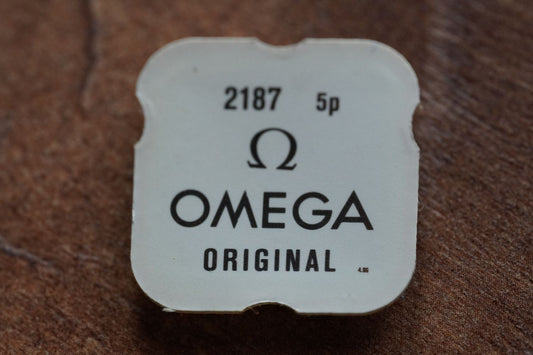 2187 5p
Ω
OMEGA
ORIGINAL